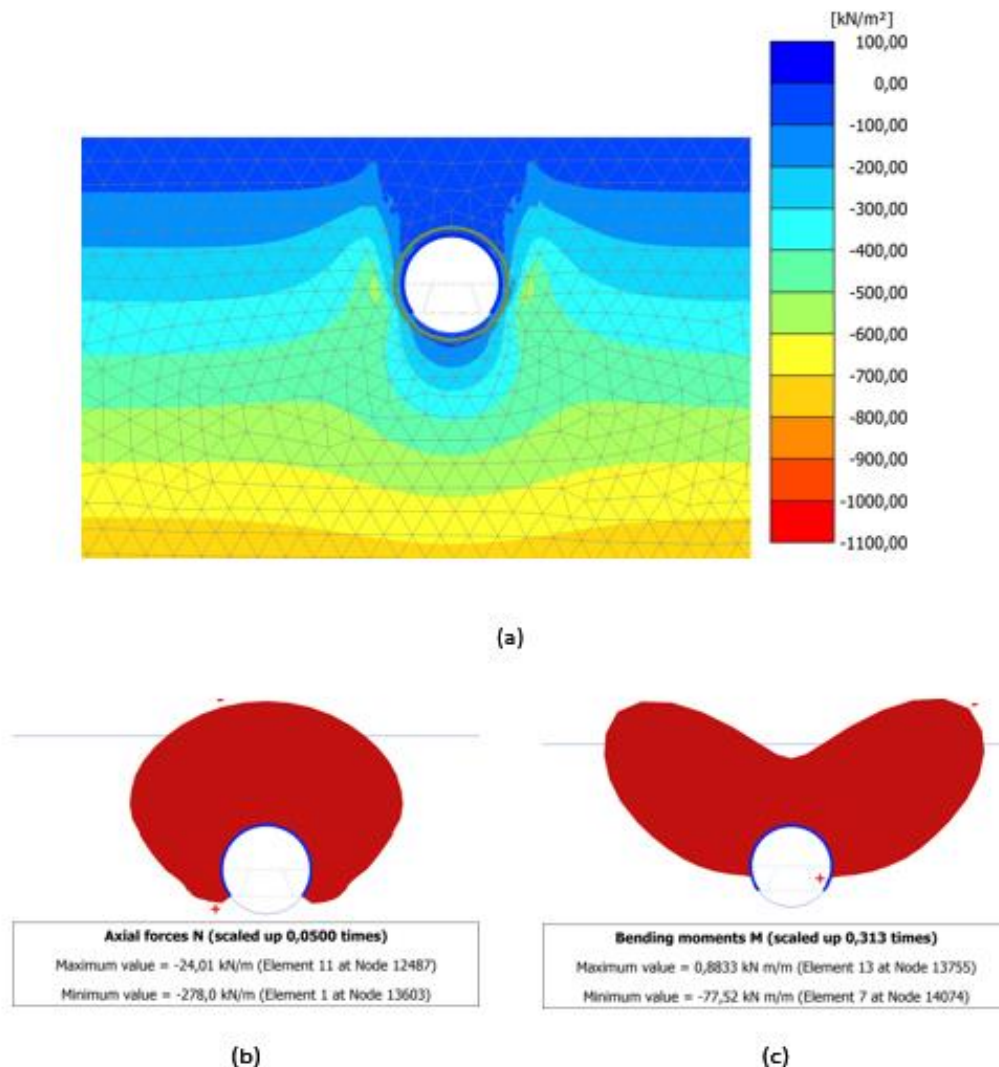 [kN/m²]
100,00
0,00
-100,00
-200,00
-300,00
-400,00
-500,00
-600,00
-700,00
-800,00
-900,00
-1000,00
-1100,00
(a)
Axial forces N (scaled up 0,0500 times)
Maximum value = -24,01 kN/m (Element 11 at Node 12487)
Minimum value = -278,0 kN/m (Element 1 at Node 13603)
(b)
Bending moments M (scaled up 0,313 times)
Maximum value = 0,8833 kN m/m (Element 13 at Node 13755)
Minimum value = -77,52 kN m/m (Element 7 at Node 14074)
(c)